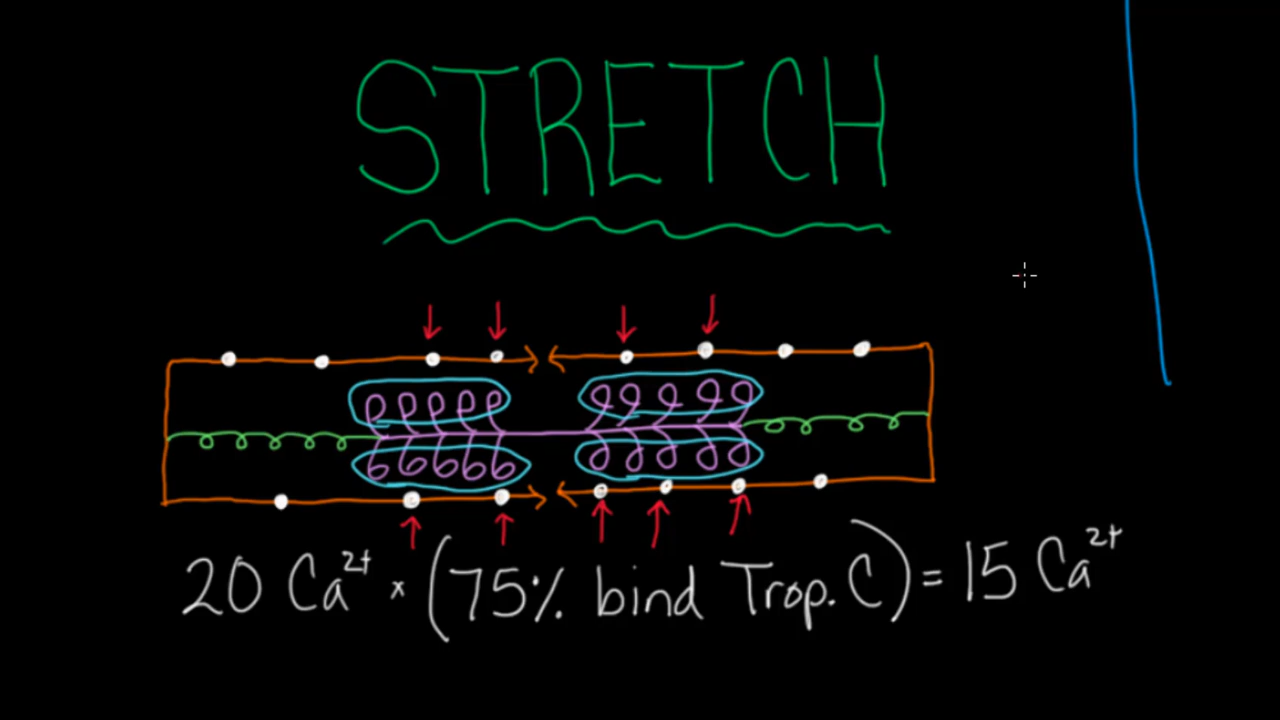 STRETCH
20 Ca²⁺ × (75% bind Trop. C) = 15 Ca²⁺